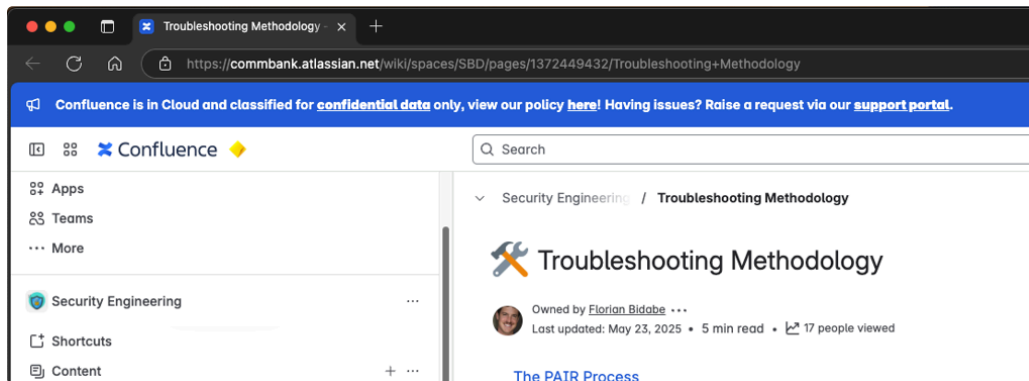 Troubleshooting Methodology -
https://commbank.atlassian.net/wiki/spaces/SBD/pages/1372449432/Troubleshooting+Methodology
Confluence is in Cloud and classified for confidential data only, view our policy here! Having issues? Raise a request via our support portal.
Confluence
Search
Apps
Teams
More
Security Engineering
Shortcuts
Content
Security Engineering / Troubleshooting Methodology
Troubleshooting Methodology
Owned by Florian Bidabe
Last updated: May 23, 2025 • 5 min read • 17 people viewed
The PAIR Process